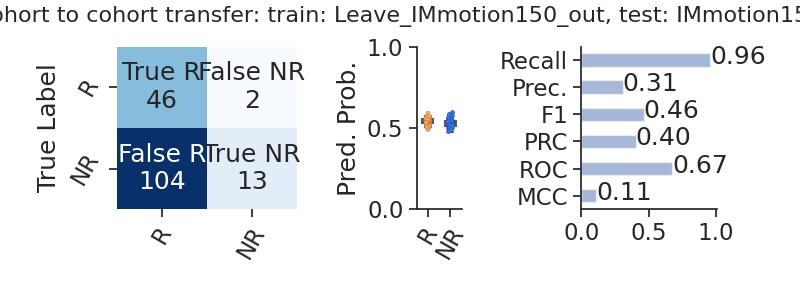 hort to cohort transfer: train: Leave_IMmotion150_out, test: IMmotion15
True Label
R
NR
True R
46
False NR
2
False R
104
True NR
13
R
NR
Pred. Prob.
1.0
0.5
0.0
R
NR
Recall
0.96
Prec.
0.31
F1
0.46
PRC
0.40
ROC
0.67
MCC
0.11
0.0
0.5
1.0